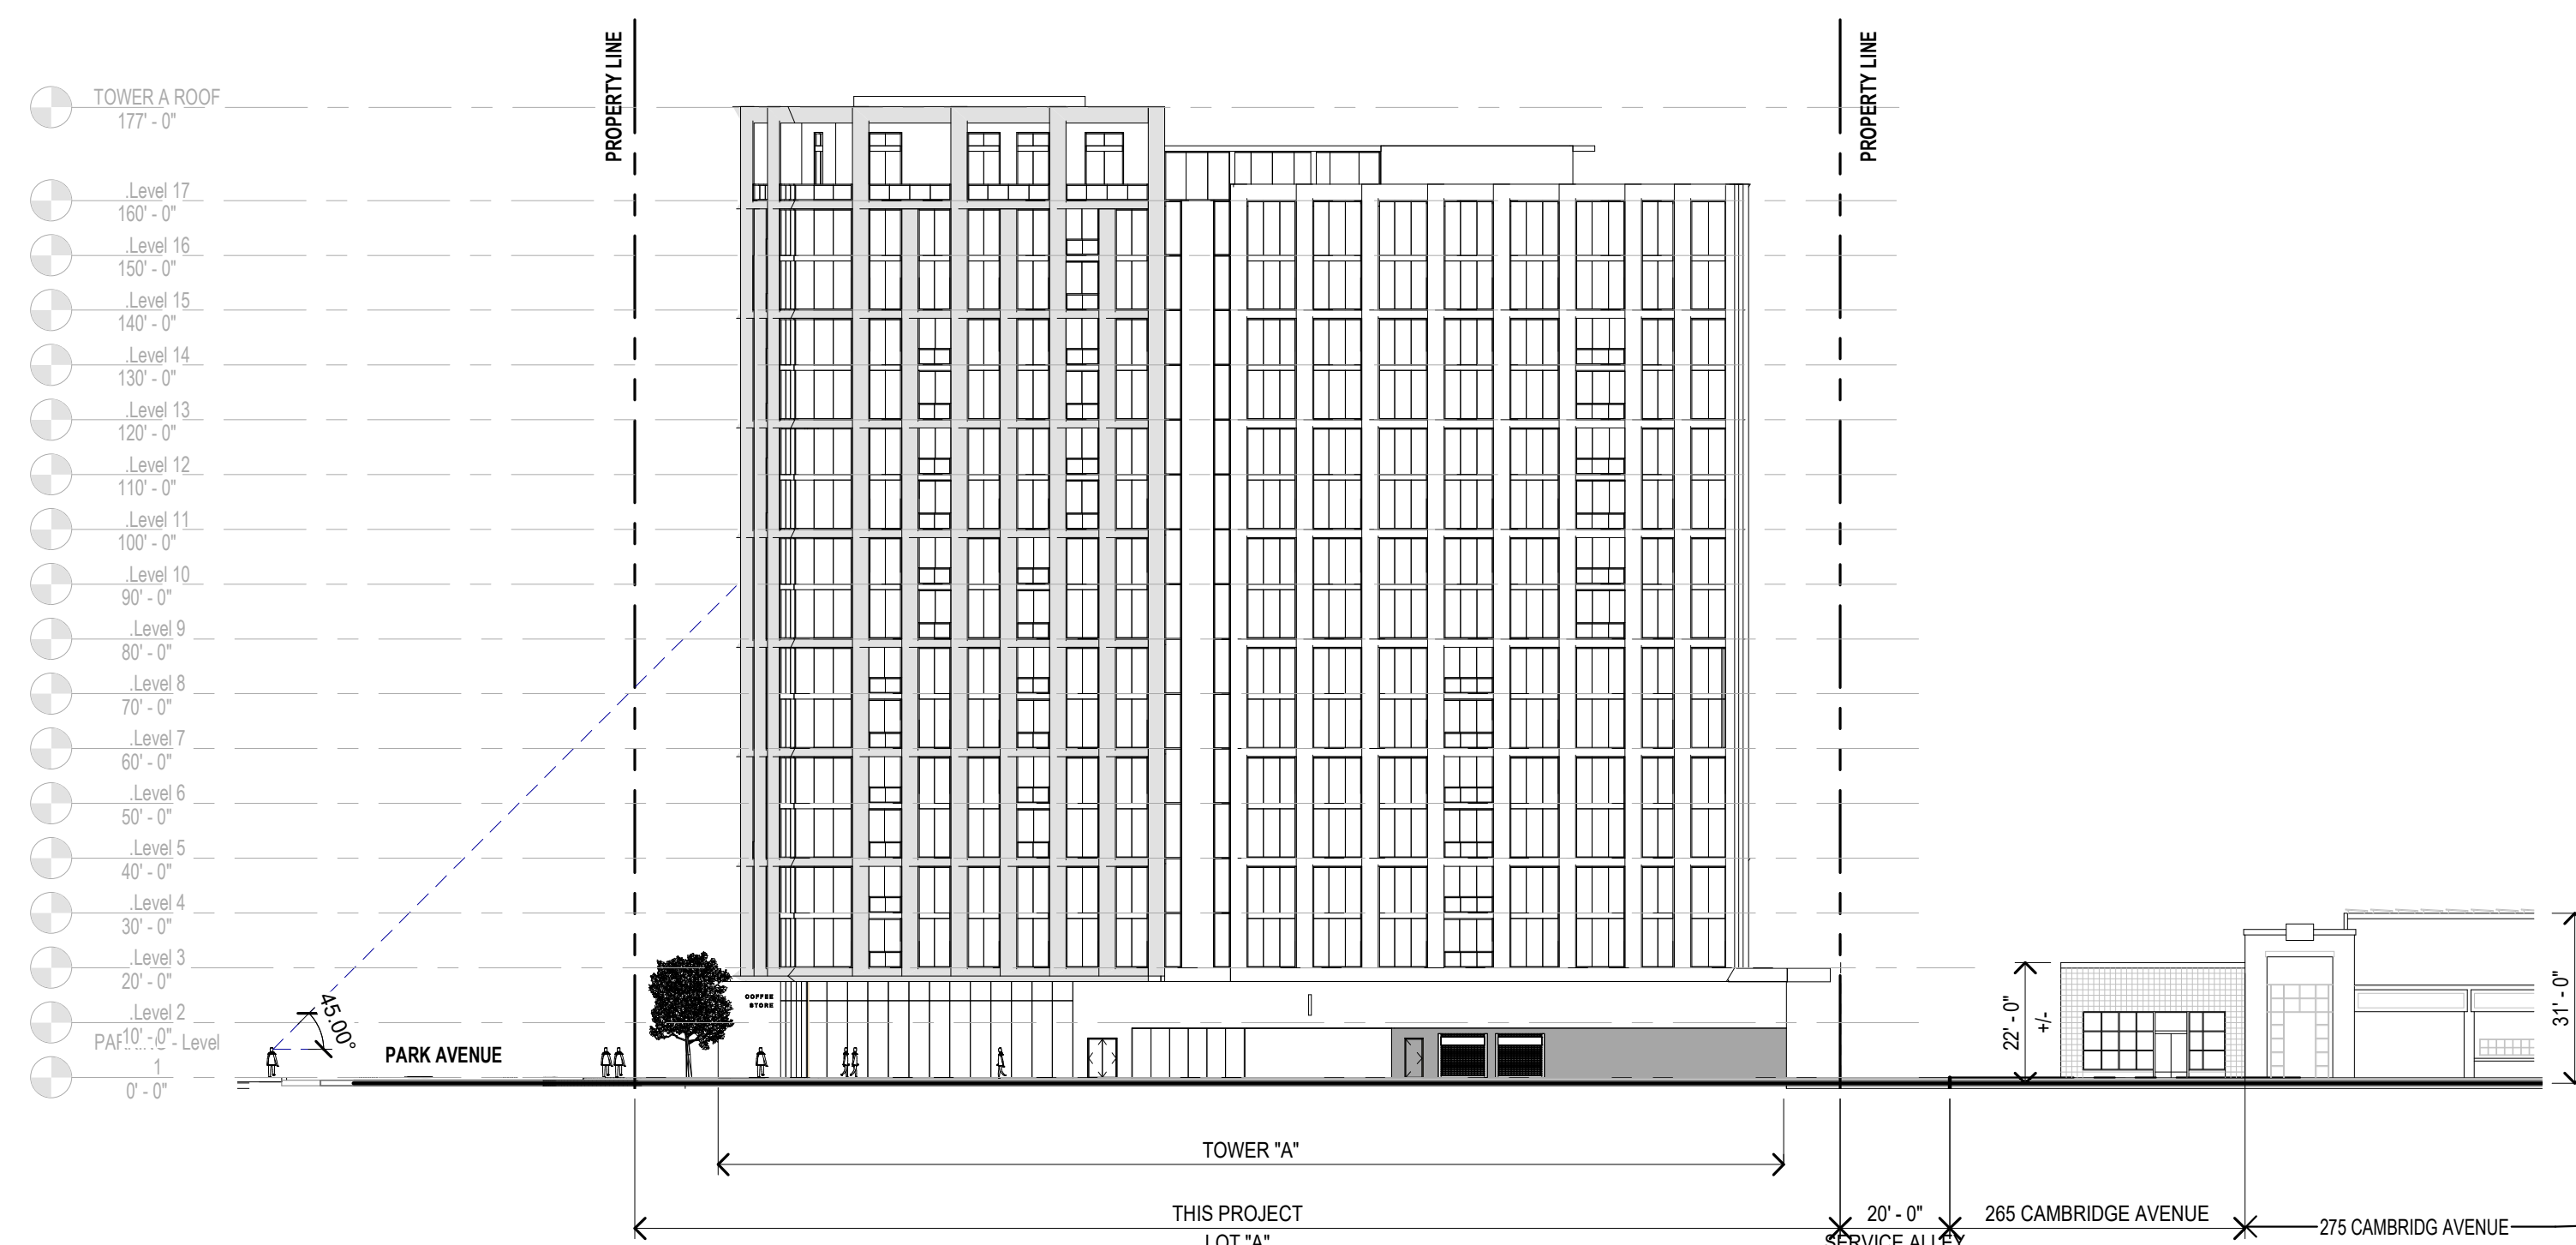 PROPERTY LINE
PROPERTY LINE
TOWER A ROOF
177' - 0"
.Level 17
160' - 0"
.Level 16
150' - 0"
.Level 15
140' - 0"
.Level 14
130' - 0"
.Level 13
120' - 0"
.Level 12
110' - 0"
.Level 11
100' - 0"
.Level 10
90' - 0"
.Level 9
80' - 0"
.Level 8
70' - 0"
.Level 7
60' - 0"
.Level 6
50' - 0"
.Level 5
40' - 0"
.Level 4
30' - 0"
.Level 3
20' - 0"
.Level 2
10' - 0"
- Level
1
0' - 0"
45.00°
PARK AVENUE
COFFEE
STORE
22' - 0"
+/-
31' - 0"
TOWER "A"
THIS PROJECT
LOT "A"
20' - 0"
SERVICE ALLEY
265 CAMBRIDGE AVENUE
275 CAMBRIDG AVENUE